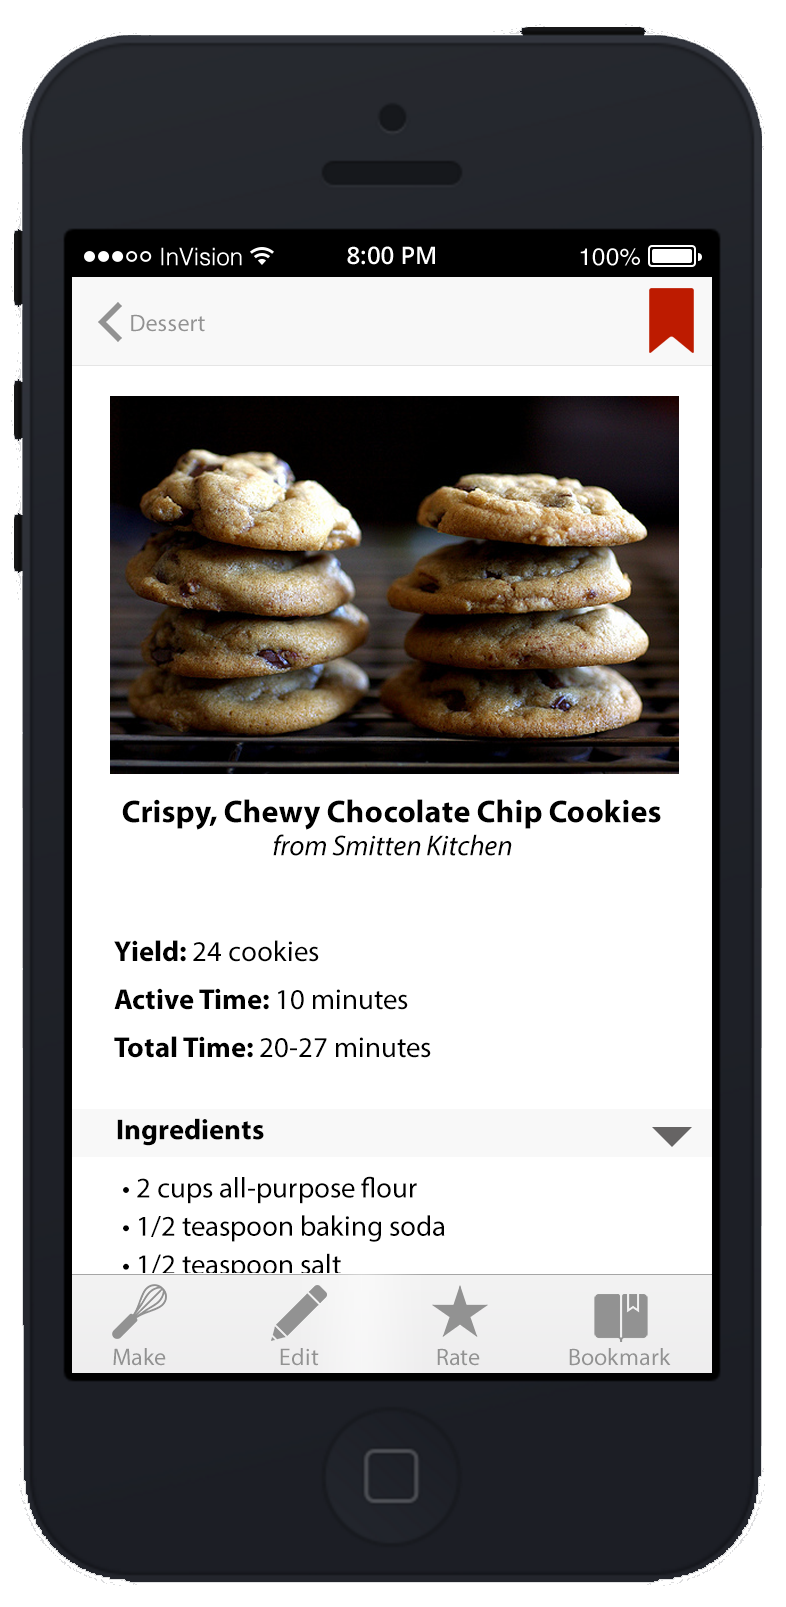 InVision 8:00 PM 100%
Dessert
Crispy, Chewy Chocolate Chip Cookies
from Smitten Kitchen
Yield: 24 cookies
Active Time: 10 minutes
Total Time: 20-27 minutes
Ingredients
• 2 cups all-purpose flour
• 1/2 teaspoon baking soda
• 1/2 teaspoon salt
Make Edit Rate Bookmark